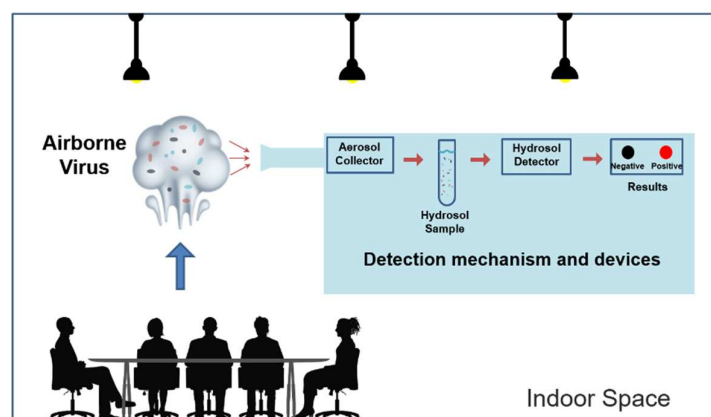 Airborne
Virus
Aerosol
Collector
Hydrosol
Sample
Hydrosol
Detector
Negative Positive
Results
Detection mechanism and devices
Indoor Space